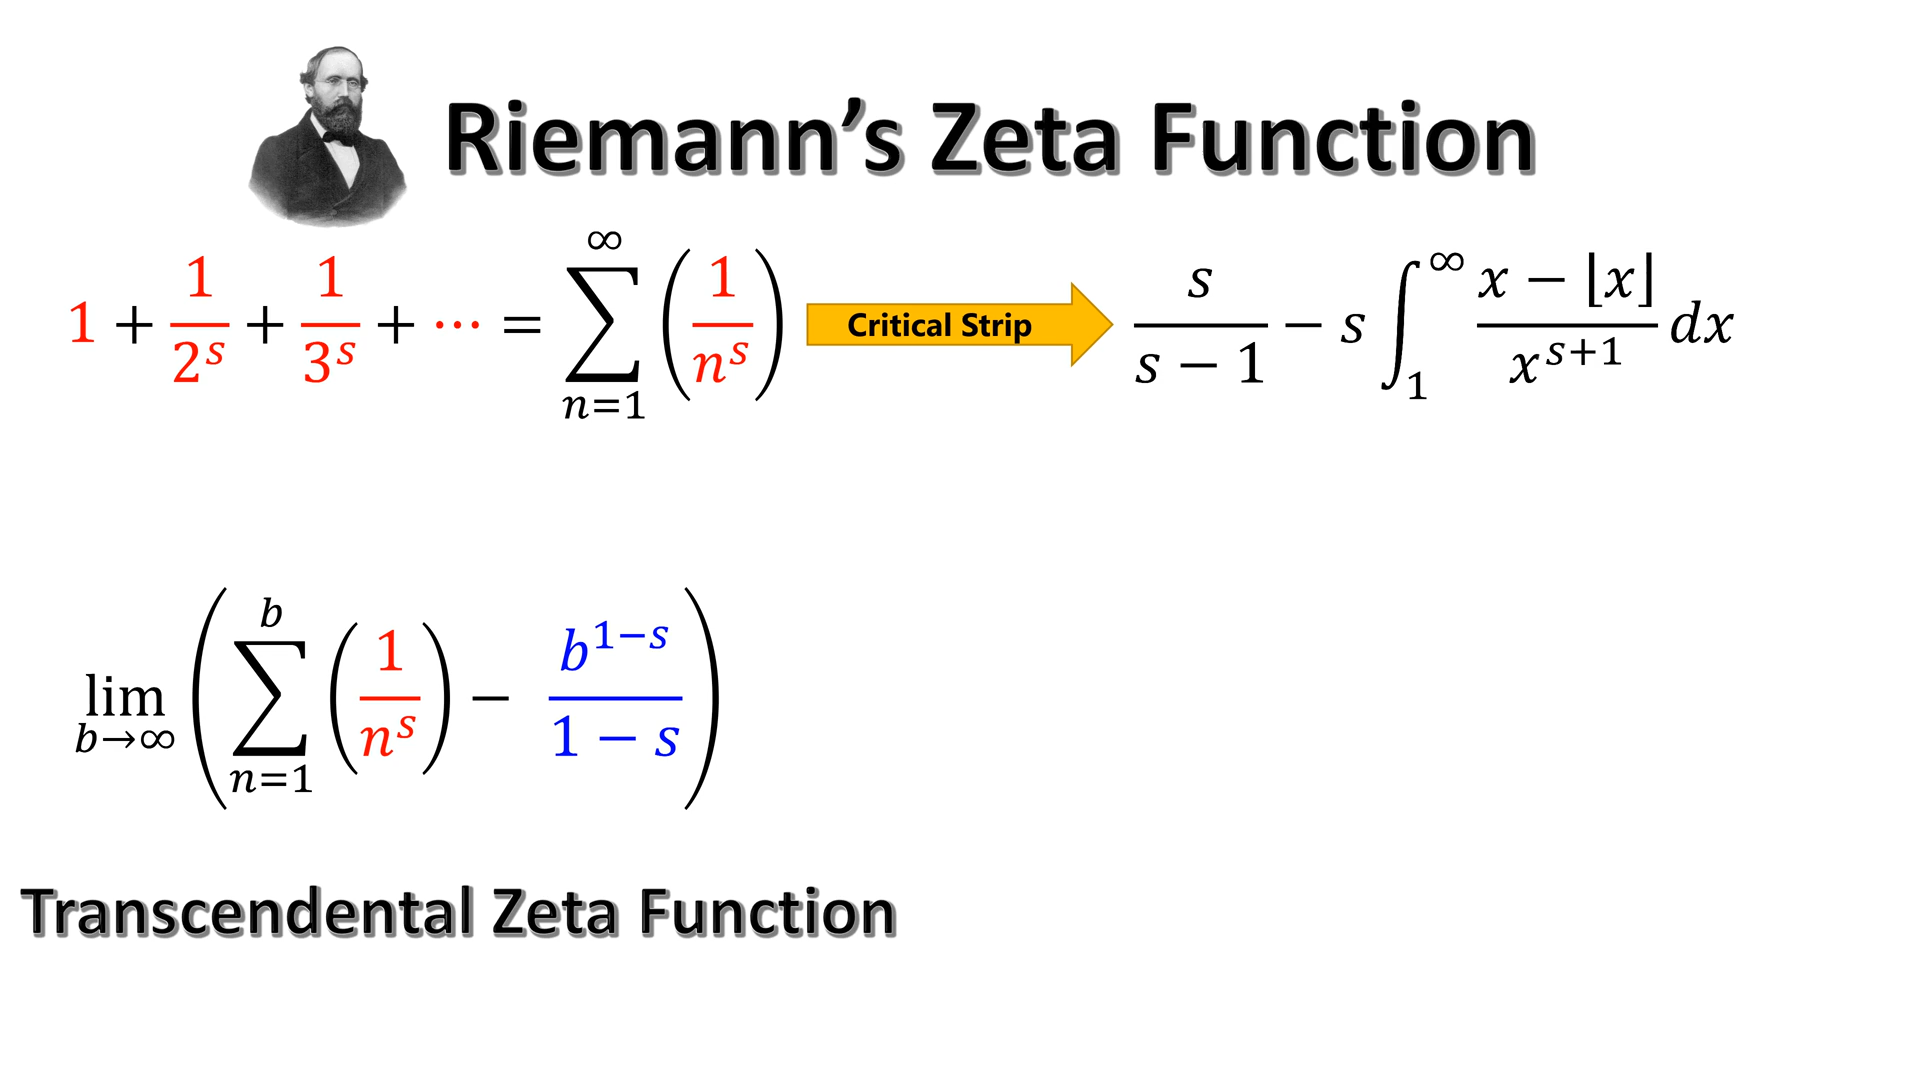 Riemann’s Zeta Function
1 + 1/2^s + 1/3^s + ⋯ = ∑_{n=1}^{∞} (1/n^s)
Critical Strip
s/(s − 1) − s ∫_1^∞ (x − ⌊x⌋)/x^{s+1} dx
lim_{b→∞} (∑_{n=1}^{b} (1/n^s) − b^{1−s}/(1 − s))
Transcendental Zeta Function